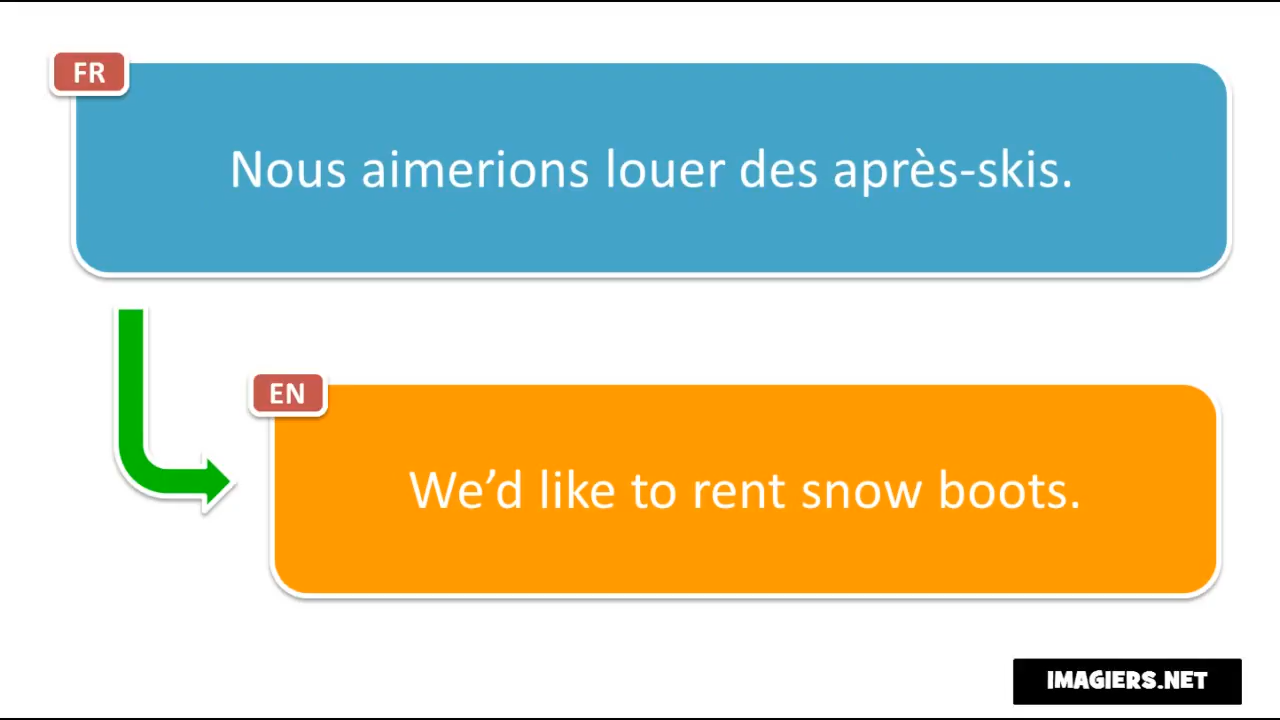 FR
Nous aimerions louer des après-skis.
EN
We’d like to rent snow boots.
IMAGIERS.NET